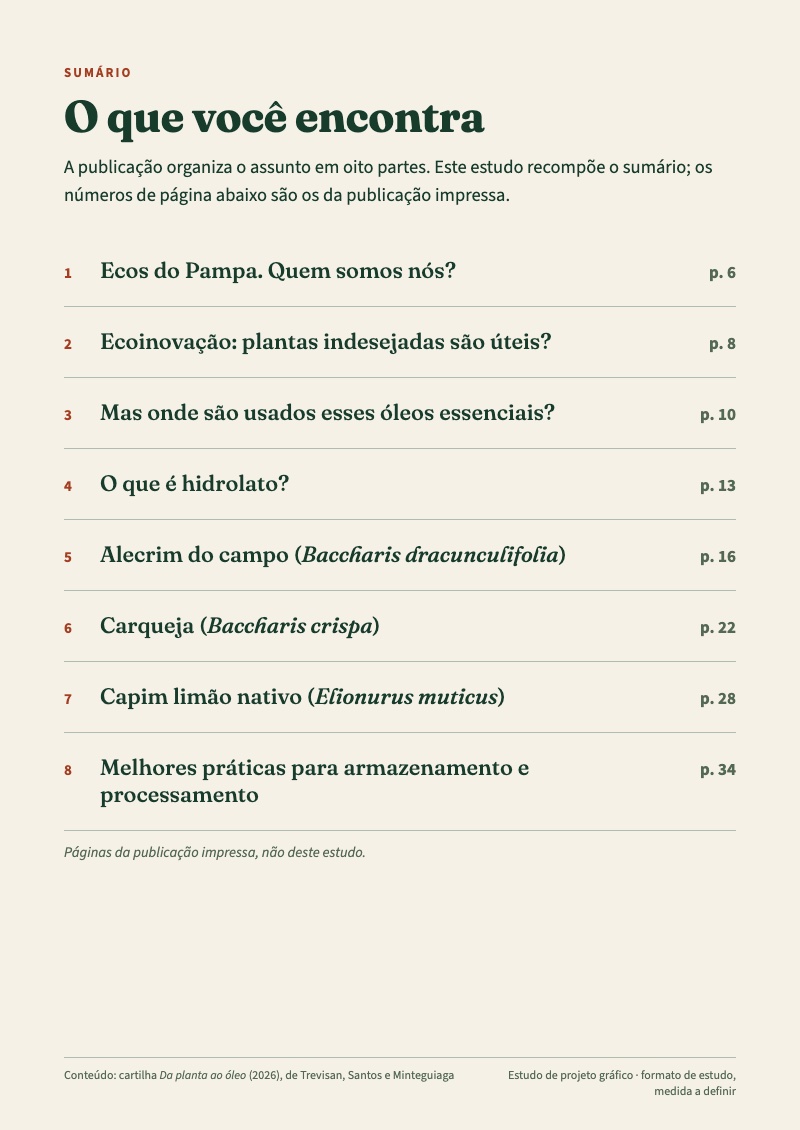 SUMÁRIO
O que você encontra
A publicação organiza o assunto em oito partes. Este estudo recompõe o sumário; os
números de página abaixo são os da publicação impressa.
1 Ecos do Pampa. Quem somos nós? p. 6
2 Ecoinovação: plantas indesejadas são úteis? p. 8
3 Mas onde são usados esses óleos essenciais? p. 10
4 O que é hidrolato? p. 13
5 Alecrim do campo (Baccharis dracunculifolia) p. 16
6 Carqueja (Baccharis crispa) p. 22
7 Capim limão nativo (Elionurus muticus) p. 28
8 Melhores práticas para armazenamento e p. 34
processamento
Páginas da publicação impressa, não deste estudo.
Conteúdo: cartilha Da planta ao óleo (2026), de Trevisan, Santos e Minteguiaga
Estudo de projeto gráfico · formato de estudo,
medida a definir